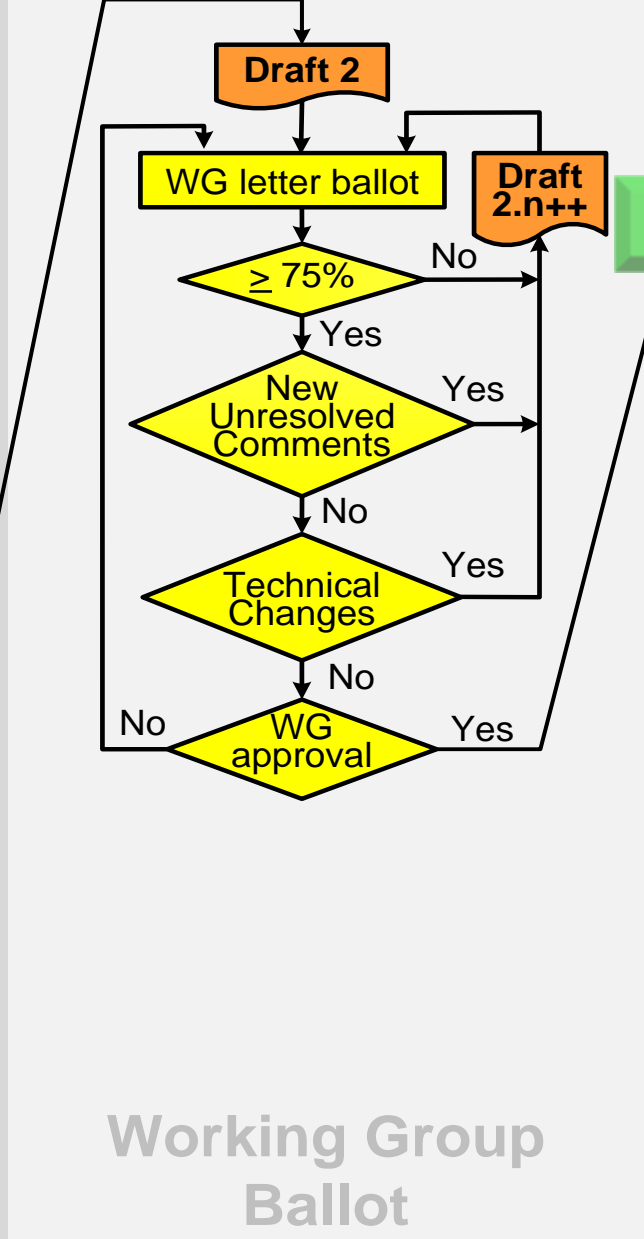 Draft 2
WG letter ballot
Draft
2.n++
≥ 75%
No
Yes
New
Unresolved
Comments
Yes
No
Technical
Changes
Yes
No
No
WG
approval
Yes
Working Group
Ballot